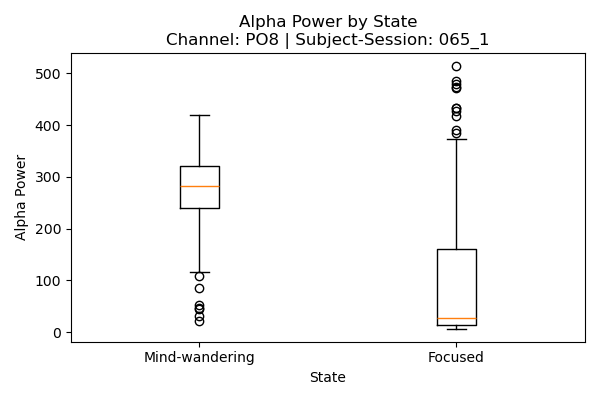 Alpha Power by State
Channel: PO8 | Subject-Session: 065_1
Alpha Power
500
400
300
200
100
0
Mind-wandering
Focused
State